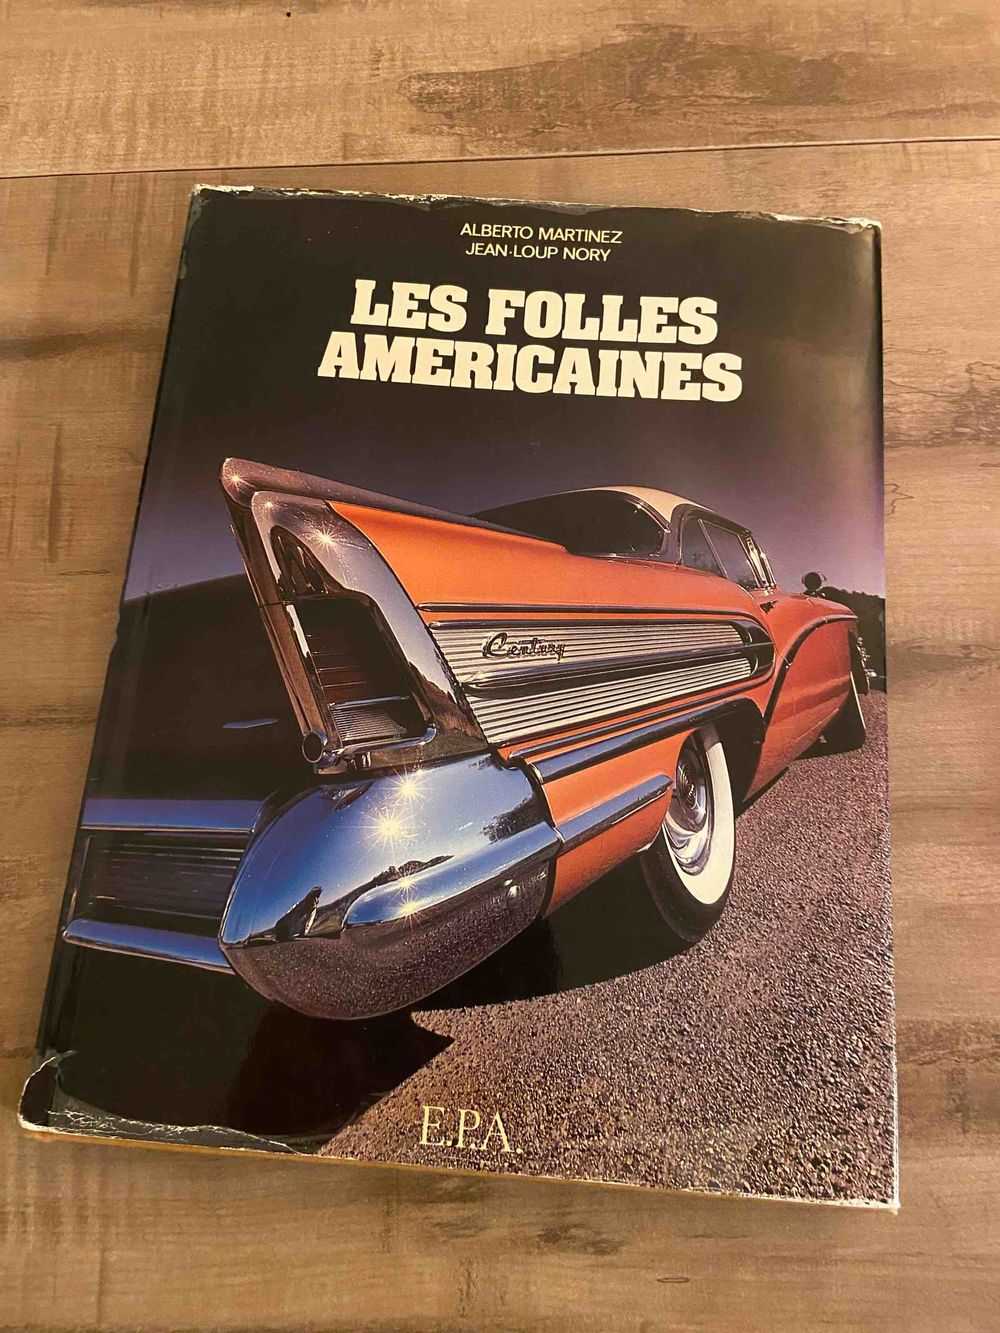 ALBERTO MARTINEZ
JEAN-LOUP NORY
LES FOLLES
AMERICAINES
Century
E.P.A.